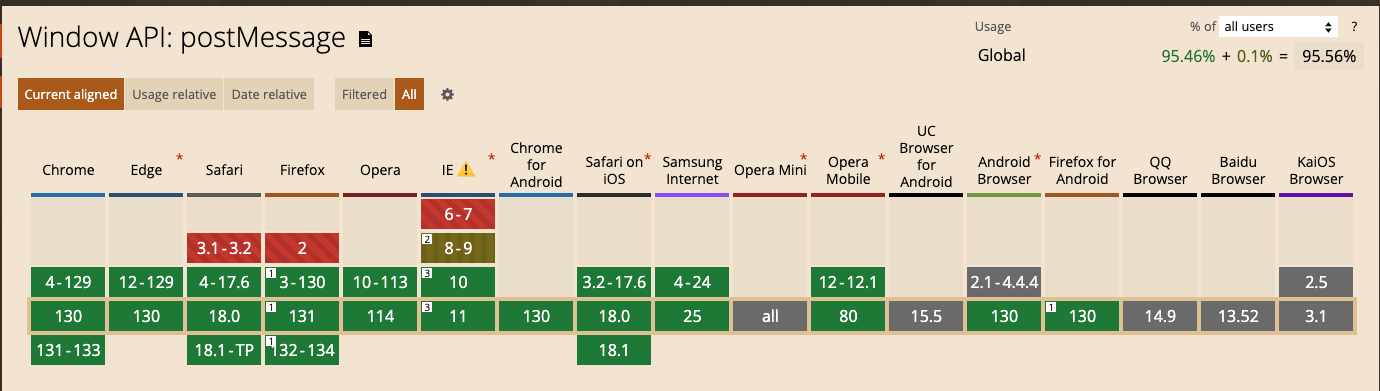 Window API: postMessage
Usage % of all users ?
Global 95.46% + 0.1% = 95.56%
Current aligned Usage relative Date relative Filtered All
Chrome
Edge *
Safari
Firefox
Opera
IE *
Chrome for Android
Safari on iOS *
Samsung Internet
Opera Mini *
Opera Mobile *
UC Browser for Android
Android Browser *
Firefox for Android
QQ Browser
Baidu Browser
KaiOS Browser
6-7
3.1-3.2 2 2 8-9
4-129 12-129 4-17.6 1 3-130 10-113 3 10 3.2-17.6 4-24 12-12.1 2.1-4.4.4 2.5
130 130 18.0 1 131 114 3 11 130 18.0 25 all 80 15.5 130 1 130 14.9 13.52 3.1
131-133 18.1-TP 1 132-134 18.1